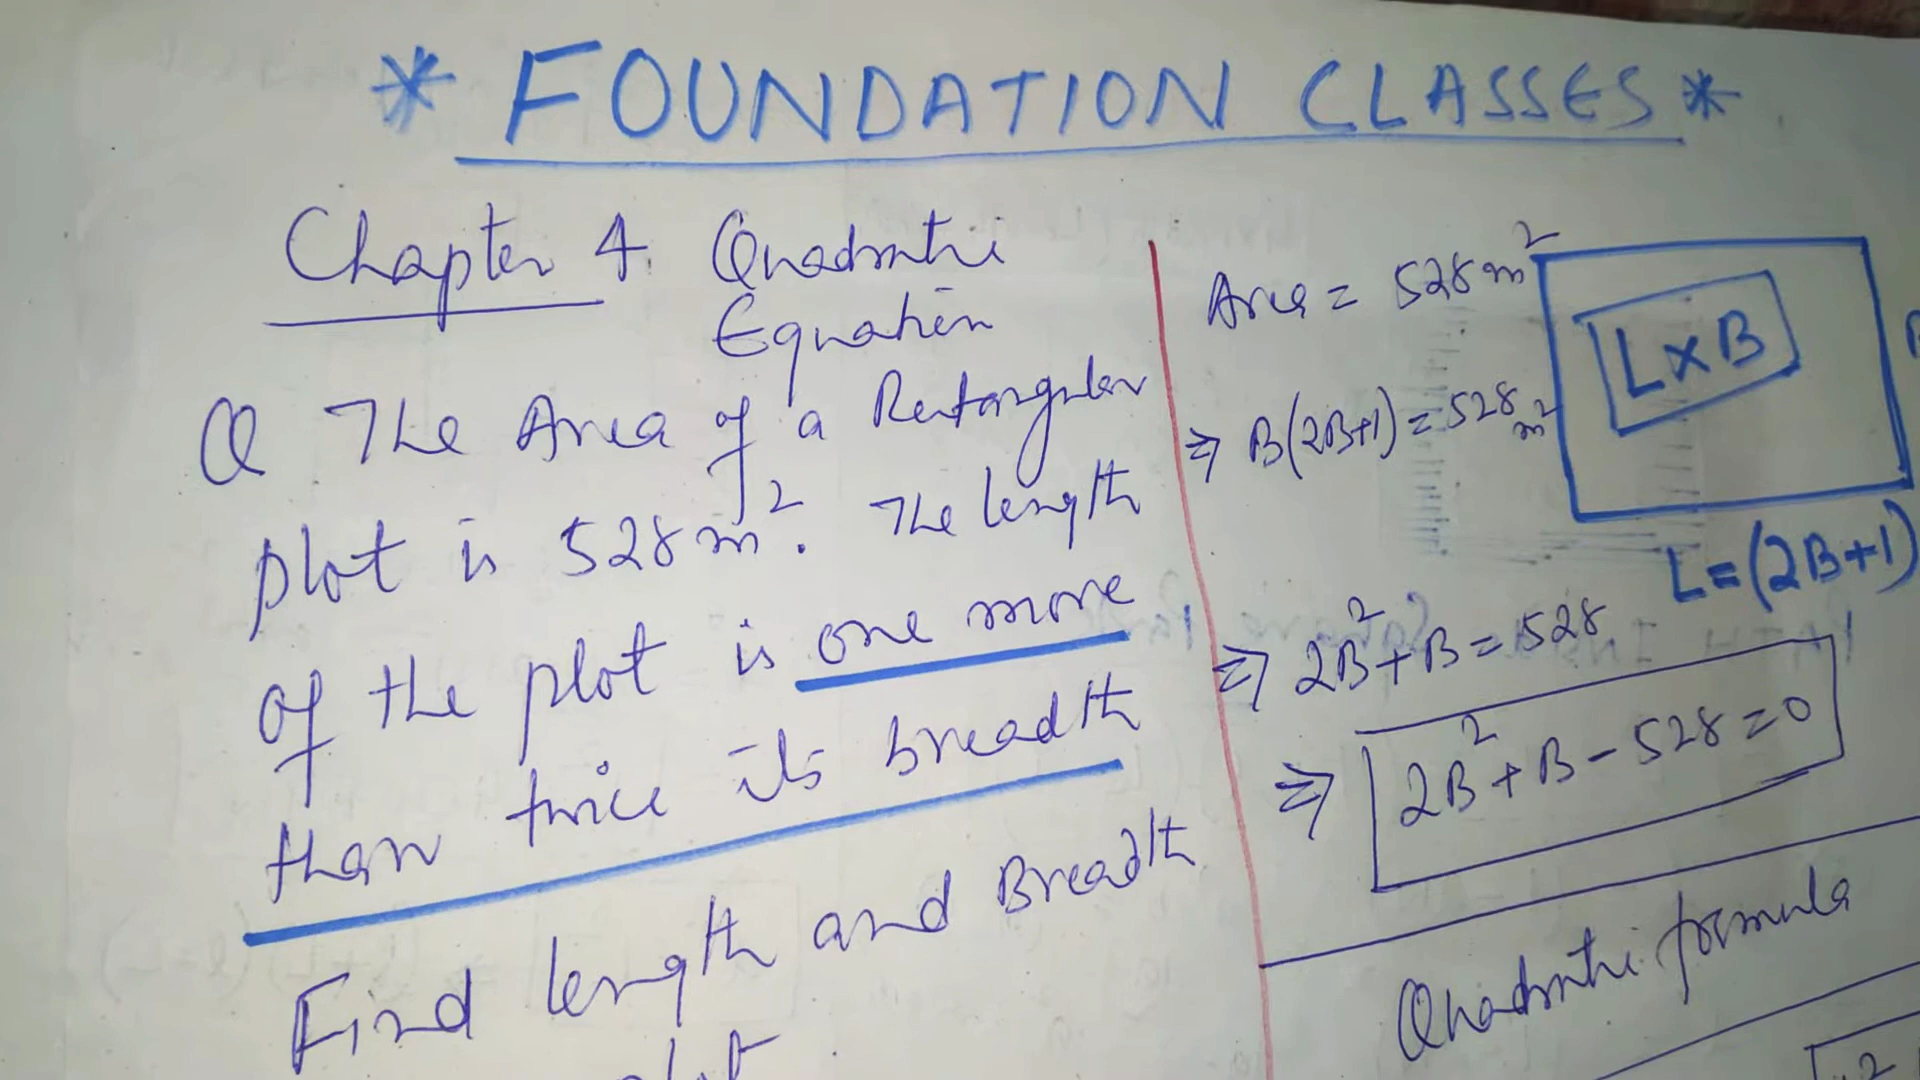 * FOUNDATION CLASSES *
Chapter 4. Quadratic
Equation
Q The Area of a Rectangular
plot is 528 m². The length
of the plot is one more
than twice its breadth
Find length and Breadth
plot
Area = 528 m²
L×B
⇒ B(2B+1) = 528 m²
L=(2B+1)
⇒ 2B²+B=528
⇒ 2B²+B-528=0
Quadratic formula